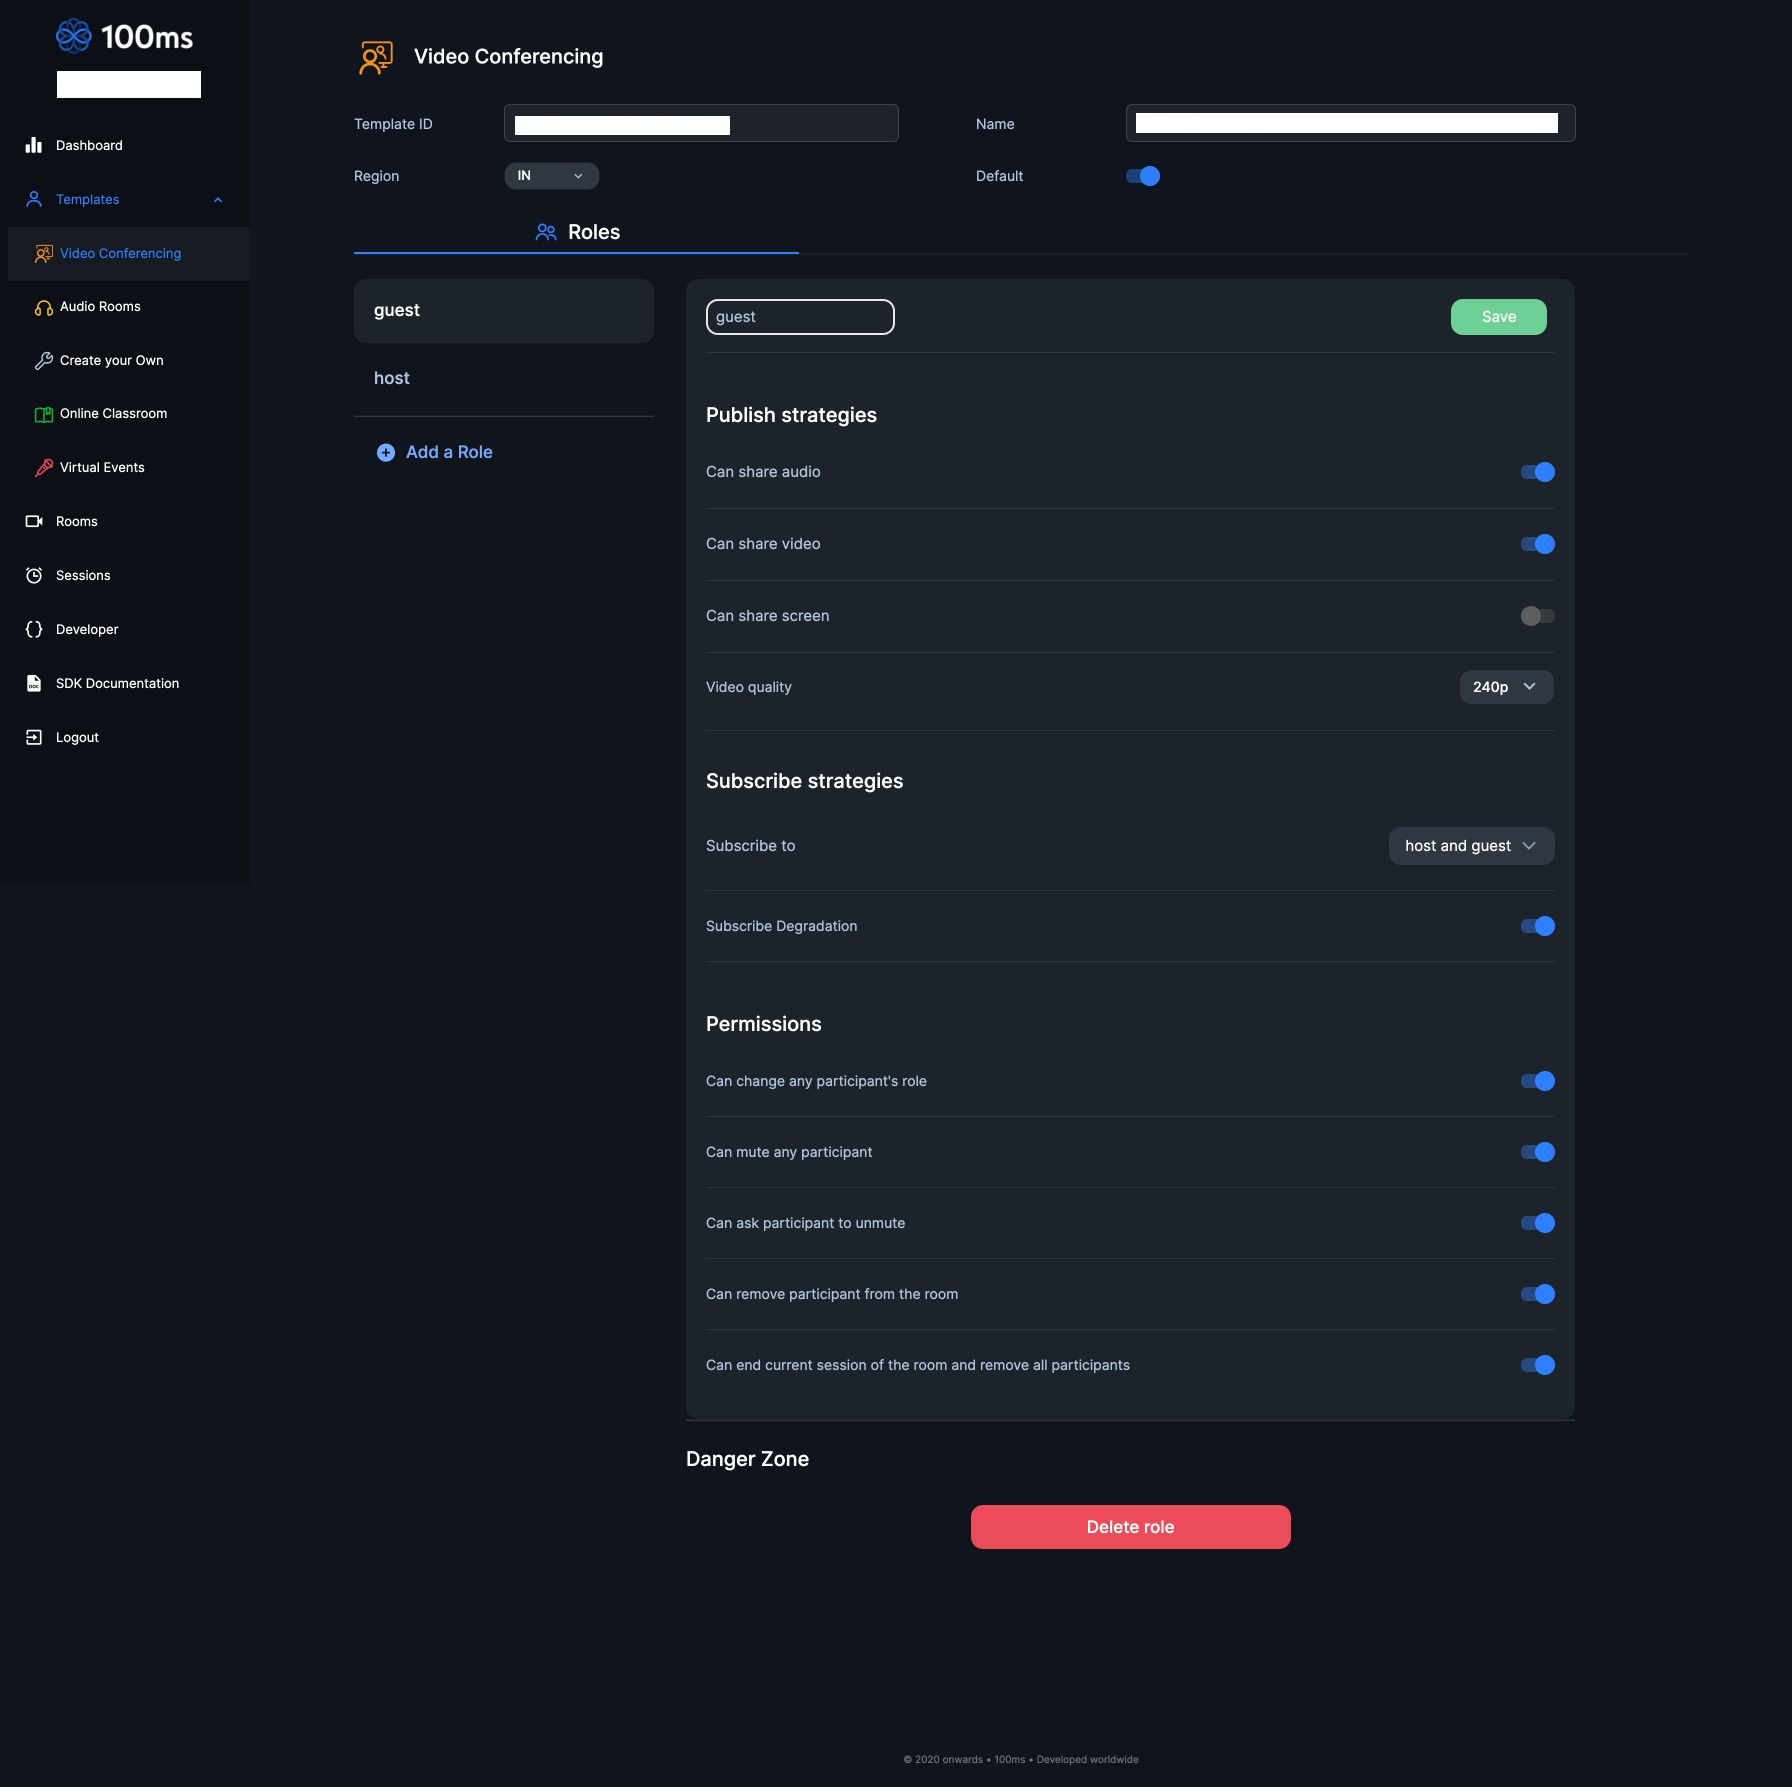 100ms
Dashboard
Templates
Video Conferencing
Audio Rooms
Create your Own
Online Classroom
Virtual Events
Rooms
Sessions
Developer
SDK Documentation
Logout
Video Conferencing
Template ID
Name
Region
IN
Default
Roles
guest
host
Add a Role
guest
Save
Publish strategies
Can share audio
Can share video
Can share screen
Video quality
240p
Subscribe strategies
Subscribe to
host and guest
Subscribe Degradation
Permissions
Can change any participant's role
Can mute any participant
Can ask participant to unmute
Can remove participant from the room
Can end current session of the room and remove all participants
Danger Zone
Delete role
© 2020 onwards • 100ms • Developed worldwide